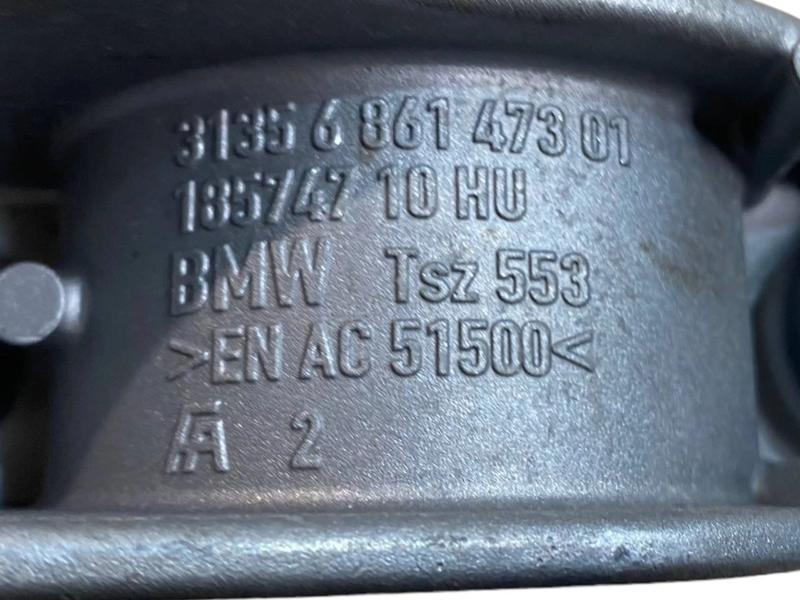 3135 6 861 473 01
185747 10 HU
BMW Tsz 553
>EN AC 51500<
2